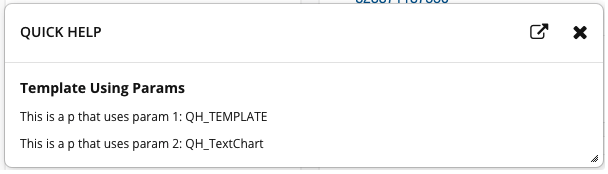 QUICK HELP
Template Using Params
This is a p that uses param 1: QH_TEMPLATE
This is a p that uses param 2: QH_TextChart